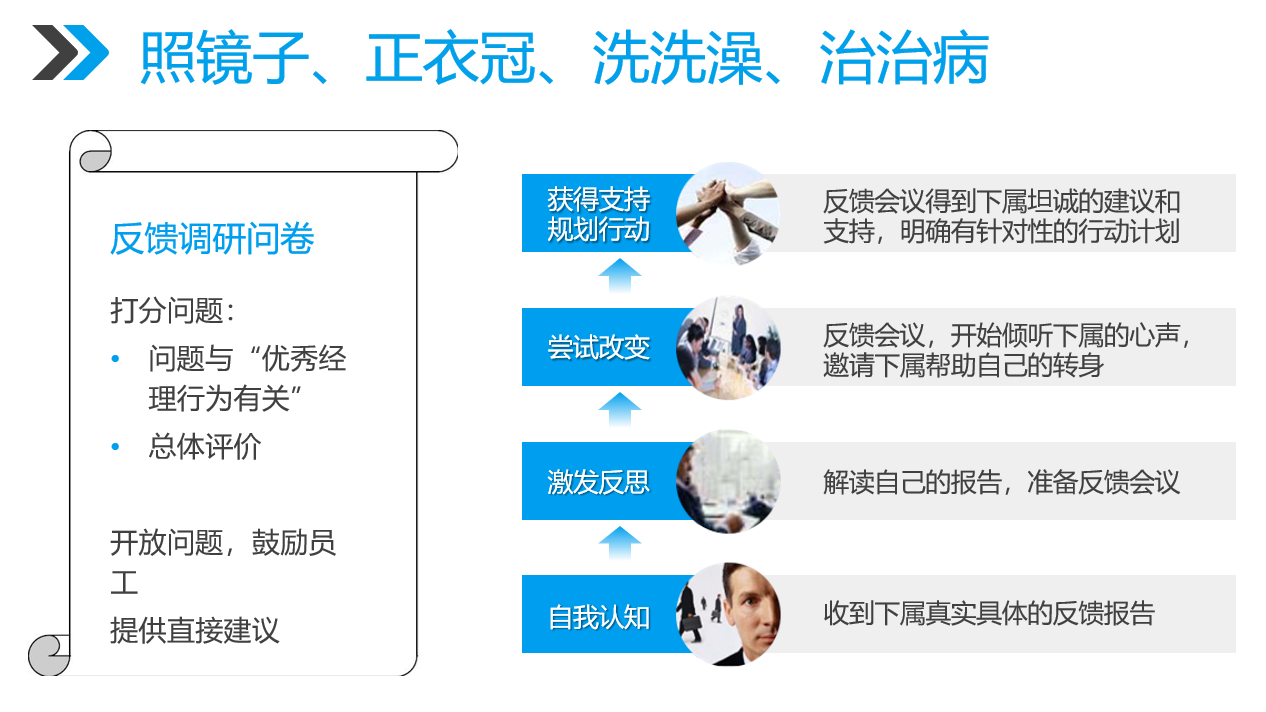 照镜子、正衣冠、洗洗澡、治治病
反馈调研问卷
打分问题：
• 问题与“优秀经
理行为有关”
• 总体评价
开放问题，鼓励员
工
提供直接建议
获得支持
规划行动
反馈会议得到下属坦诚的建议和
支持，明确有针对性的行动计划
尝试改变
反馈会议，开始倾听下属的心声，
邀请下属帮助自己的转身
激发反思
解读自己的报告，准备反馈会议
自我认知
收到下属真实具体的反馈报告